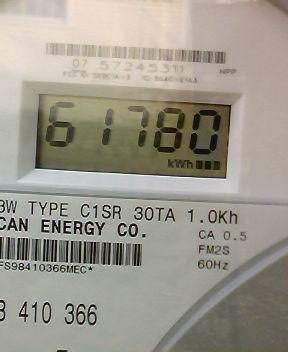 07 57245311
61780
kWh
3W TYPE C1SR 30TA 1.0Kh
CAN ENERGY CO.
CA 0.5
FM2S
60Hz
FS98410366MEC*
410 366